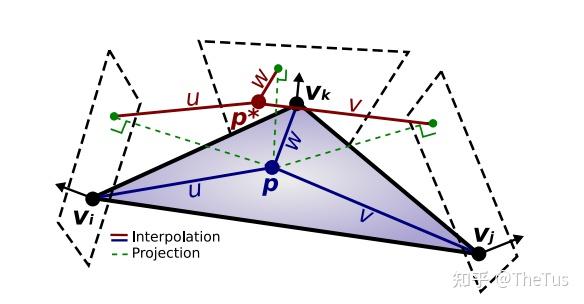 w
v_k
u
p*
v
w
p
u
v
v_i
v_j
Interpolation
Projection
知乎 @TheTus